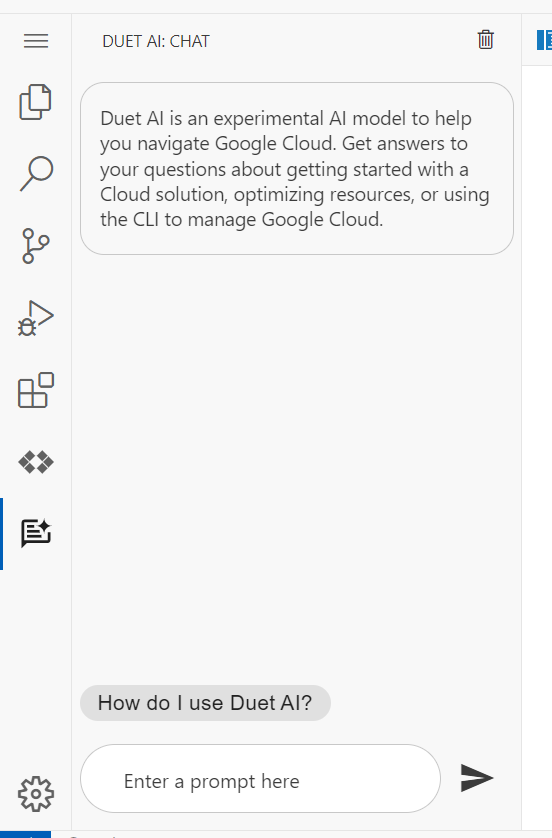 DUET AI: CHAT
Duet AI is an experimental AI model to help
you navigate Google Cloud. Get answers to
your questions about getting started with a
Cloud solution, optimizing resources, or using
the CLI to manage Google Cloud.
How do I use Duet AI?
Enter a prompt here